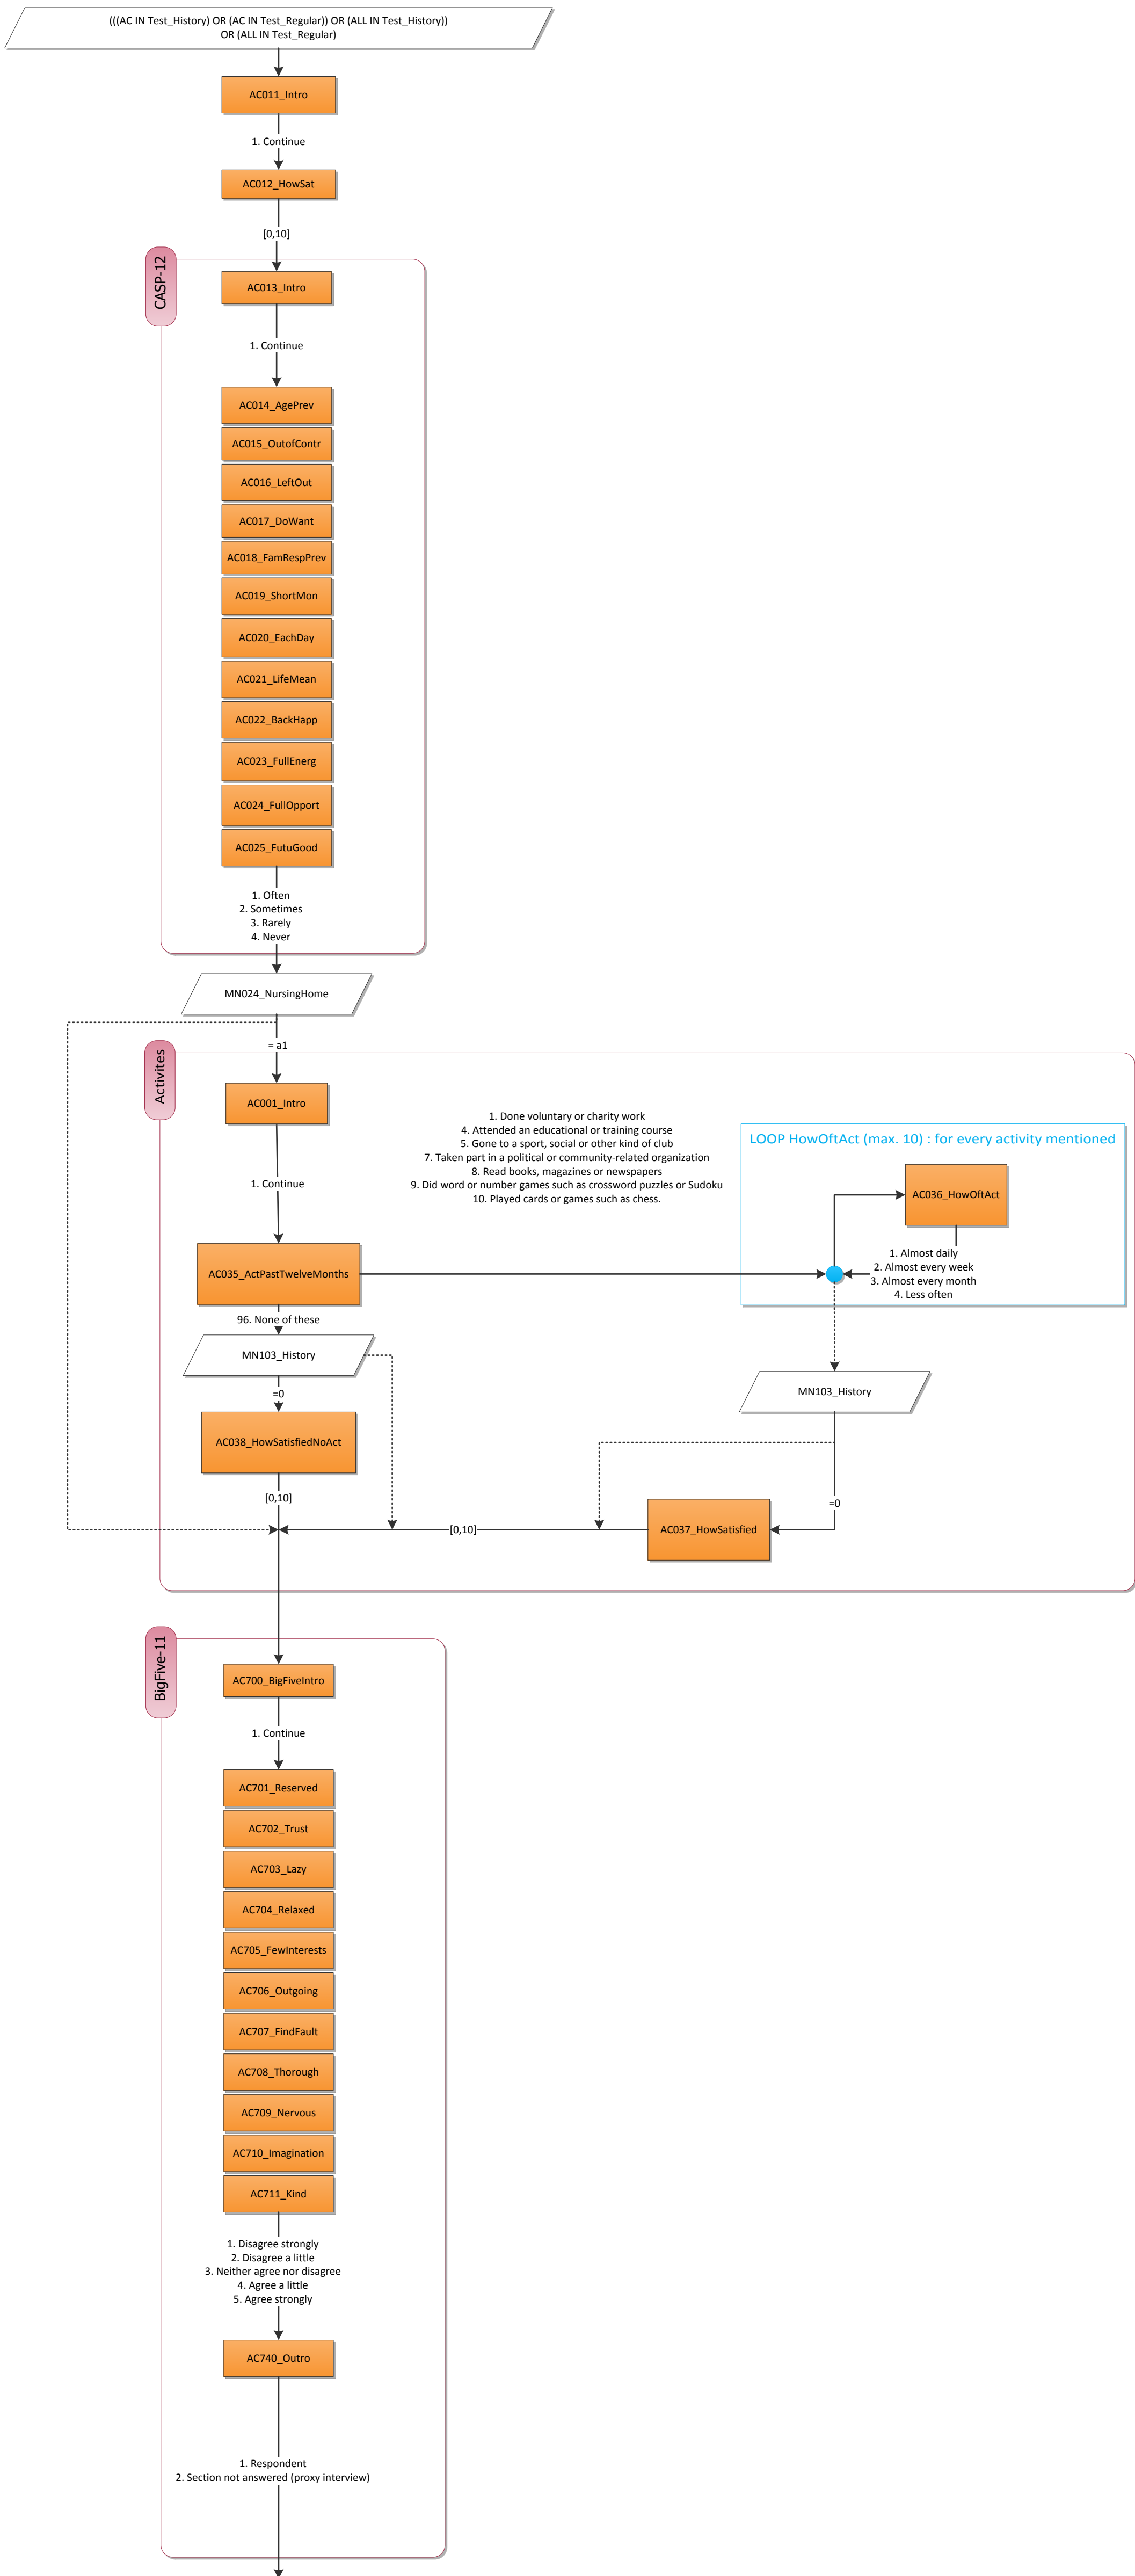 (((AC IN Test_History) OR (AC IN Test_Regular)) OR (ALL IN Test_History))
OR (ALL IN Test_Regular)
AC011_Intro
1. Continue
AC012_HowSat
[0,10]
CASP-12
AC013_Intro
1. Continue
AC014_AgePrev
AC015_OutofContr
AC016_LeftOut
AC017_DoWant
AC018_FamRespPrev
AC019_ShortMon
AC020_EachDay
AC021_LifeMean
AC022_BackHapp
AC023_FullEnerg
AC024_FullOpport
AC025_FutuGood
1. Often
2. Sometimes
3. Rarely
4. Never
MN024_NursingHome
= a1
Activites
AC001_Intro
1. Continue
1. Done voluntary or charity work
4. Attended an educational or training course
5. Gone to a sport, social or other kind of club
7. Taken part in a political or community-related organization
8. Read books, magazines or newspapers
9. Did word or number games such as crossword puzzles or Sudoku
10. Played cards or games such as chess.
LOOP HowOftAct (max. 10) : for every activity mentioned
AC036_HowOftAct
1. Almost daily
2. Almost every week
3. Almost every month
4. Less often
AC035_ActPastTwelveMonths
96. None of these
MN103_History
=0
AC038_HowSatisfiedNoAct
[0,10]
MN103_History
=0
AC037_HowSatisfied
[0,10]
BigFive-11
AC700_BigFiveIntro
1. Continue
AC701_Reserved
AC702_Trust
AC703_Lazy
AC704_Relaxed
AC705_FewInterests
AC706_Outgoing
AC707_FindFault
AC708_Thorough
AC709_Nervous
AC710_Imagination
AC711_Kind
1. Disagree strongly
2. Disagree a little
3. Neither agree nor disagree
4. Agree a little
5. Agree strongly
AC740_Outro
1. Respondent
2. Section not answered (proxy interview)